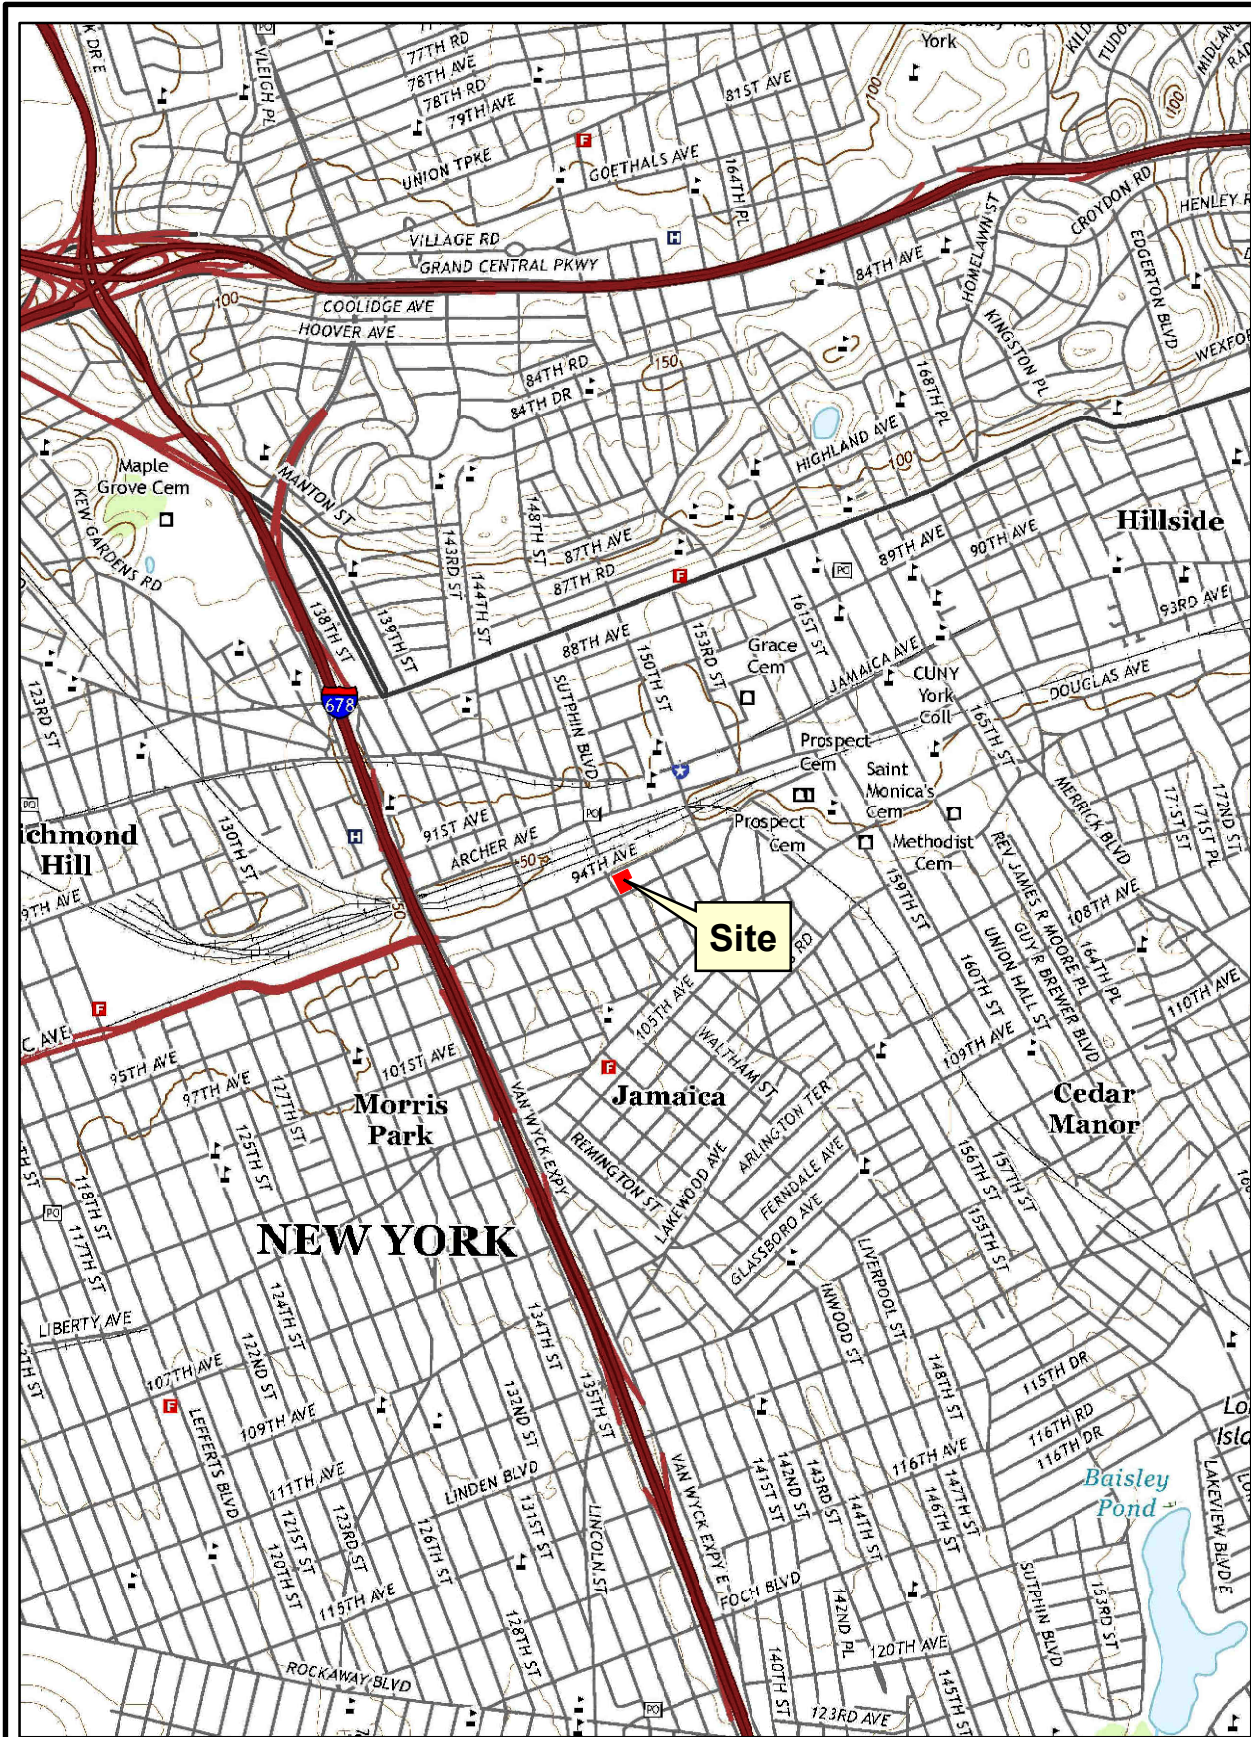 York
PO
VLEIGH PL
77TH RD
78TH AVE
78TH RD
79TH AVE
81ST AVE
100
100
UNION TPKE
F
GOETHALS AVE
164TH PL
H
VILLAGE RD
GRAND CENTRAL PKWY
84TH AVE
HOMELAWN ST
CROYDON RD
EDGERTON BLVD
100
COOLIDGE AVE
HOOVER AVE
KINGSTON PL
84TH RD
84TH DR
150
168TH PL
HIGHLAND AVE
100
Maple
Grove Cem
MANTON ST
KEW GARDENS RD
143RD ST
144TH ST
148TH ST
87TH AVE
87TH RD
F
PO
89TH AVE
90TH AVE
Hillside
93RD AVE
138TH ST
139TH ST
88TH AVE
150TH ST
153RD ST
161ST ST
Grace
Cem
JAMAICA AVE
CUNY
York
Coll
DOUGLAS AVE
165TH ST
123RD ST
678
SUTPHIN BLVD
Prospect
Cem
Saint
Monica's
Cem
MERRICK BLVD
171ST ST
171ST PL
172ND ST
PO
ichmond
Hill
130TH ST
H
91ST AVE
ARCHER AVE
PO
50
94TH AVE
Prospect
Cem
Methodist
Cem
50
159TH ST
REV JAMES R MOORE PL
GUY R BREWER BLVD
UNION HALL ST
160TH ST
108TH AVE
164TH PL
110TH AVE
Site
RD
F
C AVE
95TH AVE
97TH AVE
101ST AVE
105TH AVE
WALTHAM ST
109TH AVE
F
Jamaica
Cedar
Manor
Morris
Park
127TH ST
125TH ST
118TH ST
117TH ST
PO
VAN WYCK EXPY
REMINGTON ST
LAKEWOOD AVE
ARLINGTON TER
FERNDALE AVE
GLASSBORO AVE
156TH ST
157TH ST
155TH ST
NEW YORK
LIVERPOOL ST
INWOOD ST
LIBERTY AVE
124TH ST
122ND ST
134TH ST
107TH AVE
F
LEFFERTS BLVD
109TH AVE
132ND ST
135TH ST
148TH ST
115TH DR
116TH RD
116TH DR
111TH AVE
LINDEN BLVD
131ST ST
VAN WYCK EXPY E
141ST ST
142ND ST
143RD ST
144TH ST
116TH AVE
147TH ST
146TH ST
Baisley
Pond
LAKEVIEW BLVD E
121ST ST
120TH ST
123RD ST
126TH ST
LINCOLN ST
115TH AVE
FOCH BLVD
142ND PL
120TH AVE
SUTPHIN BLVD
153RD ST
128TH ST
ROCKAWAY BLVD
PO
140TH ST
123RD AVE
145TH ST